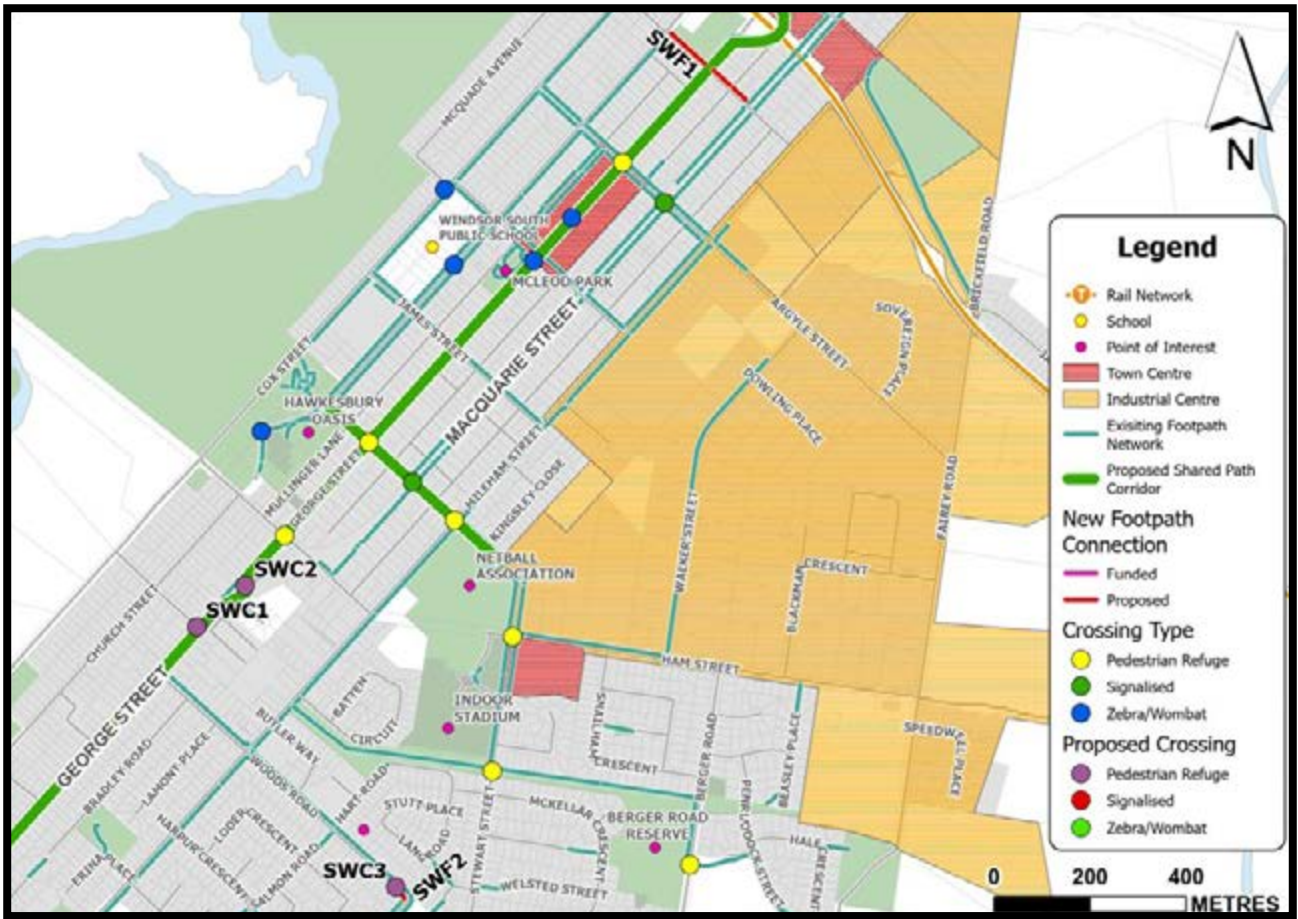 MCQUADE AVENUE
SWF1
N
WINDSOR SOUTH
PUBLIC SCHOOL
MCLEOD PARK
BRICKFIELD ROAD
ARGYLE STREET
SOVEREIGN PLACE
JAMES STREET
MACQUARIE STREET
COX STREET
DOWLING PLACE
HAWKESBURY
OASIS
MULLINGER LANE
GEORGE STREET
MILEHAM STREET
KINGSLEY CLOSE
WALKER STREET
FAIREY ROAD
NETBALL
ASSOCIATION
BLACKMAN
CRESCENT
SWC2
SWC1
CHURCH STREET
HAM STREET
GEORGE STREET
BATTEN
CIRCUIT
INDOOR
STADIUM
SNAILHAM
CRESCENT
BERGER ROAD
BEASLEY PLACE
SPEEDWELL PLACE
BUTLER WAY
WOODS ROAD
BRADLEY ROAD
LAMONT PLACE
HART ROAD
STUTT PLACE
LANG
ROAD
STEWART STREET
MCKELLAR CRESCENT
BERGER ROAD
RESERVE
HALE
CRESCENT
HARPUR CRESCENT
LODER CRESCENT
SALMON ROAD
ERINA PLACE
SWC3
SWF2
WELSTED STREET
Legend
T
Rail Network
School
Point of Interest
Town Centre
Industrial Centre
Exisiting Footpath
Network
Proposed Shared Path
Corridor
New Footpath
Connection
Funded
Proposed
Crossing Type
Pedestrian Refuge
Signalised
Zebra/Wombat
Proposed Crossing
Pedestrian Refuge
Signalised
Zebra/Wombat
0 200 400
METRES